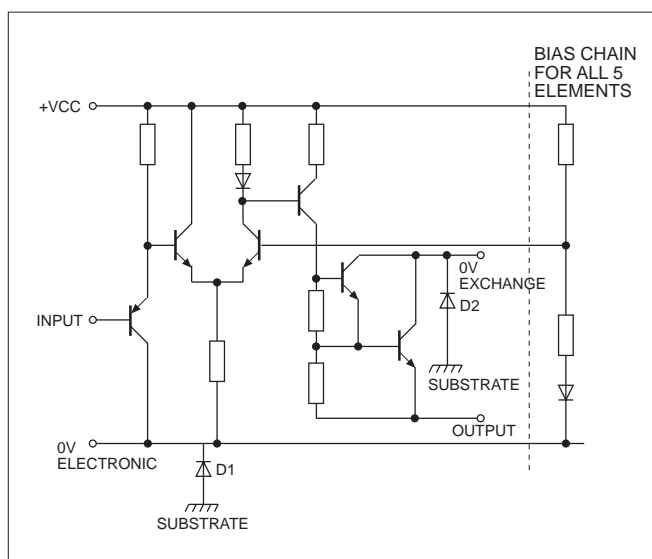 BIAS CHAIN
FOR ALL 5
ELEMENTS
+VCC
0V
EXCHANGE
D2
INPUT
SUBSTRATE
OUTPUT
0V
ELECTRONIC
D1
SUBSTRATE